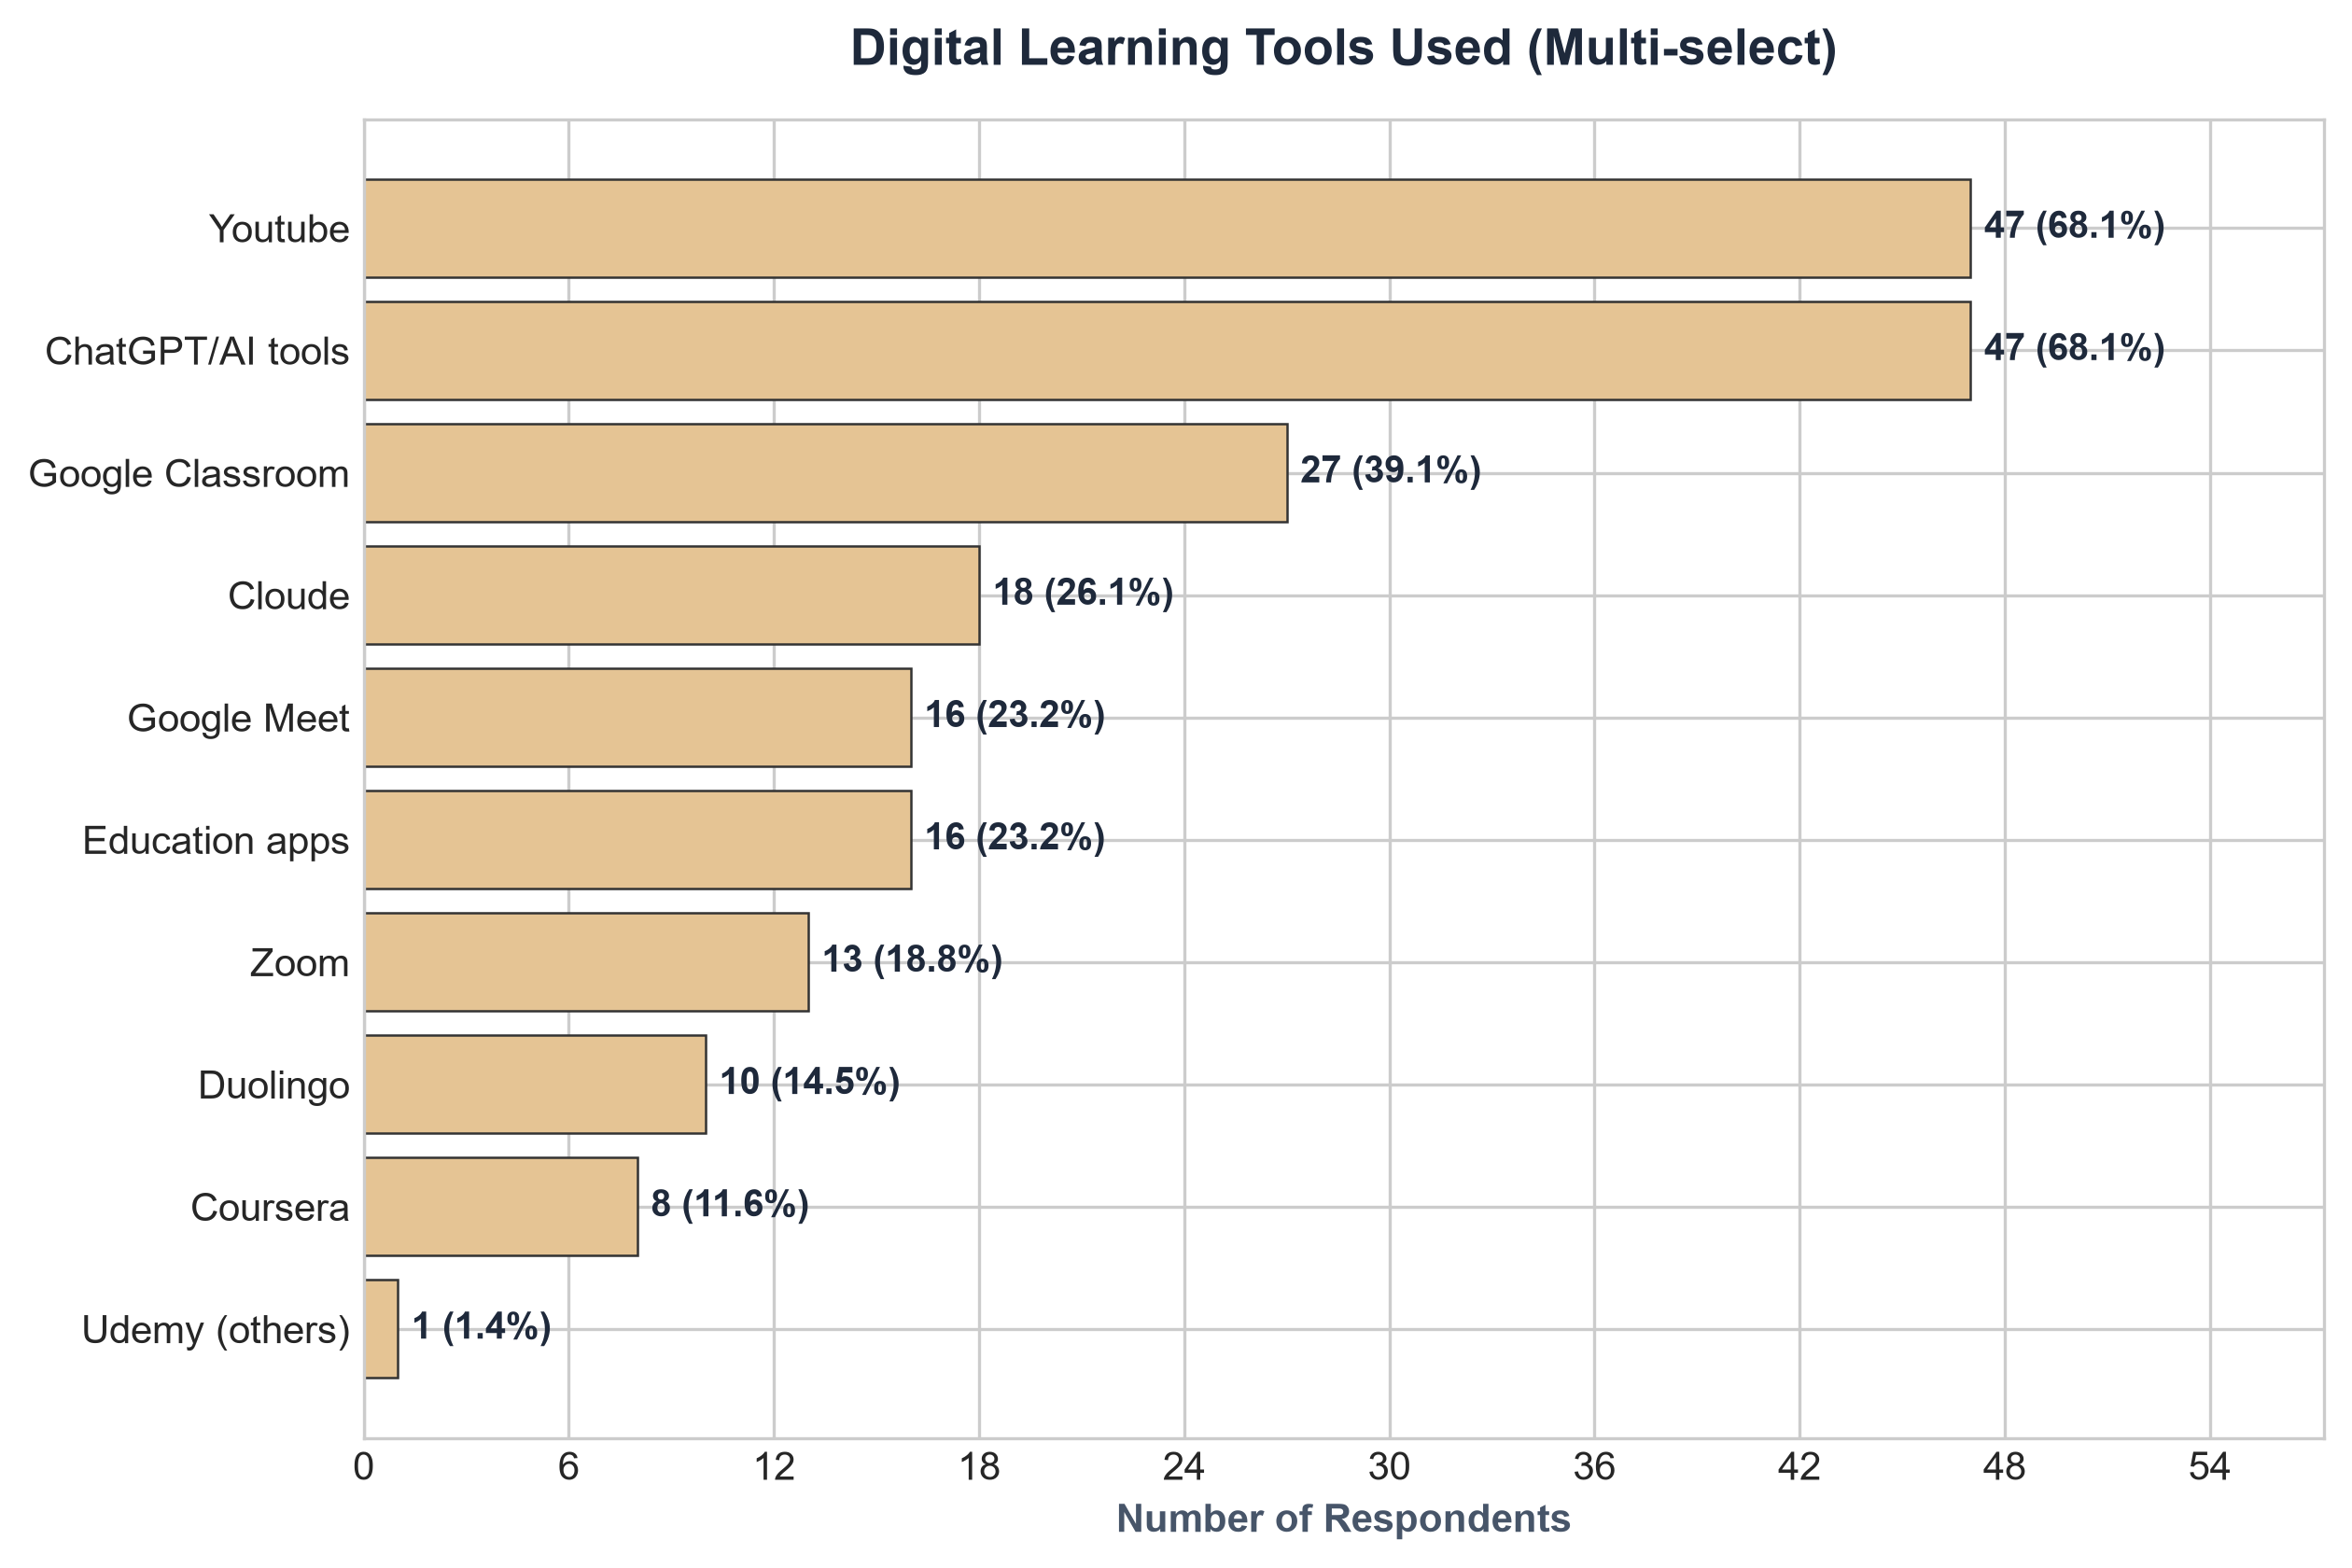 Digital Learning Tools Used (Multi-select)
Youtube 47 (68.1%)
ChatGPT/AI tools 47 (68.1%)
Google Classroom 27 (39.1%)
Cloude 18 (26.1%)
Google Meet 16 (23.2%)
Education apps 16 (23.2%)
Zoom 13 (18.8%)
Duolingo 10 (14.5%)
Coursera 8 (11.6%)
Udemy (others) 1 (1.4%)
0 6 12 18 24 30 36 42 48 54
Number of Respondents